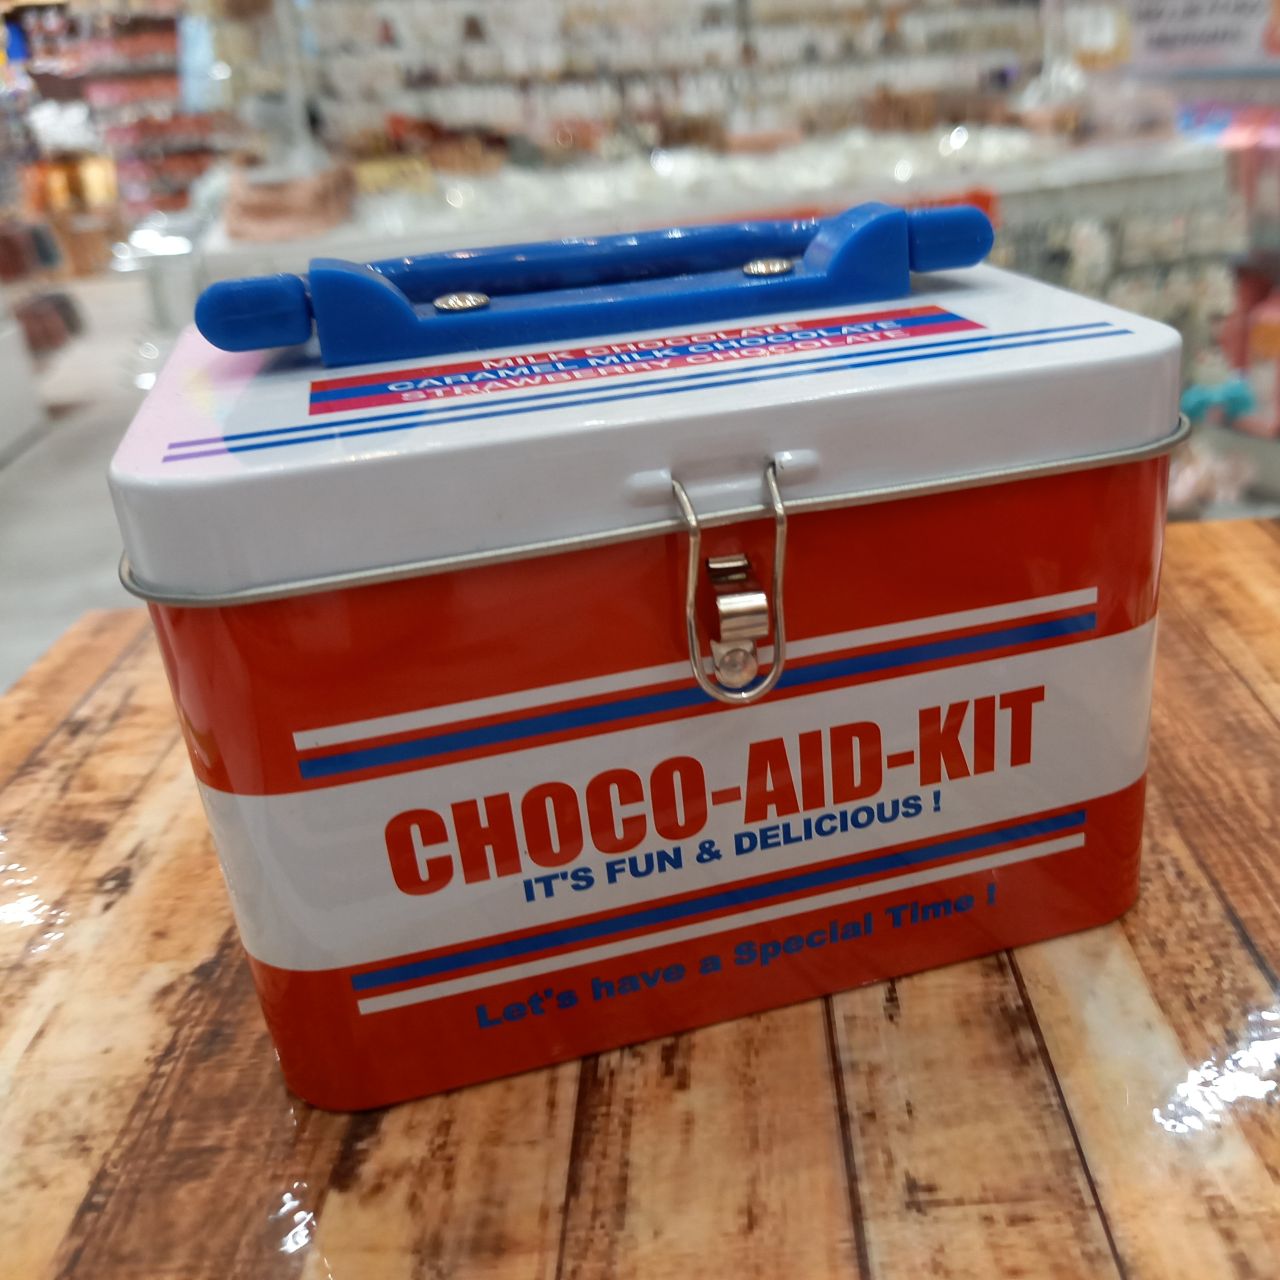 MILK CHOCOLATE
CARAMEL MILK CHOCOLATE
STRAWBERRY CHOCOLATE
CHOCO-AID-KIT
IT'S FUN & DELICIOUS !
Let's have a Special Time !